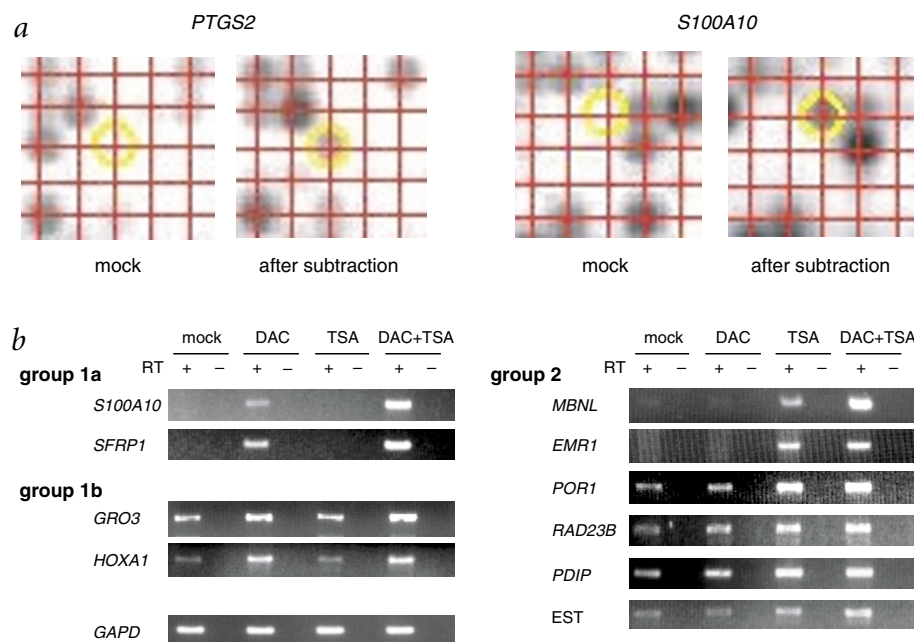 a
PTGS2
S100A10
mock
after subtraction
mock
after subtraction
b
mock DAC TSA DAC+TSA
group 1a
RT + – + – + – + –
S100A10
SFRP1
group 1b
GRO3
HOXA1
GAPD
mock DAC TSA DAC+TSA
group 2
RT + – + – + – + –
MBNL
EMR1
POR1
RAD23B
PDIP
EST